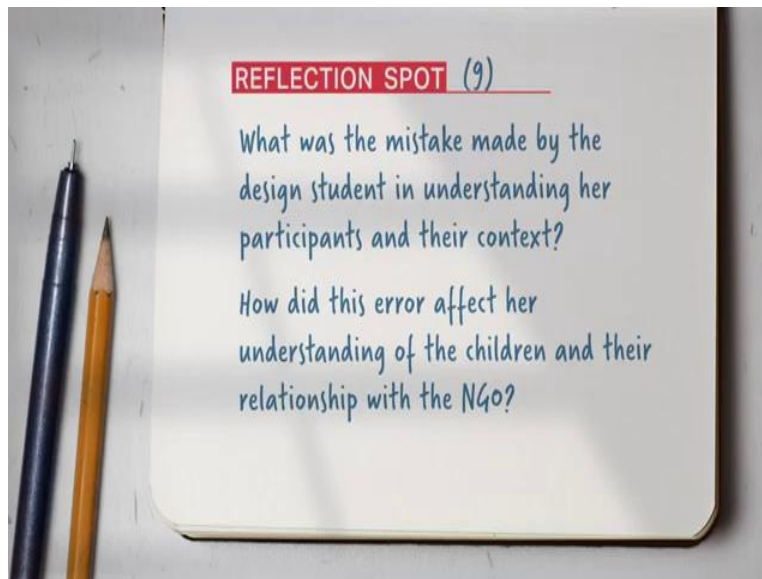 REFLECTION SPOT (9)
What was the mistake made by the
design student in understanding her
participants and their context?
How did this error affect her
understanding of the children and their
relationship with the NGO?